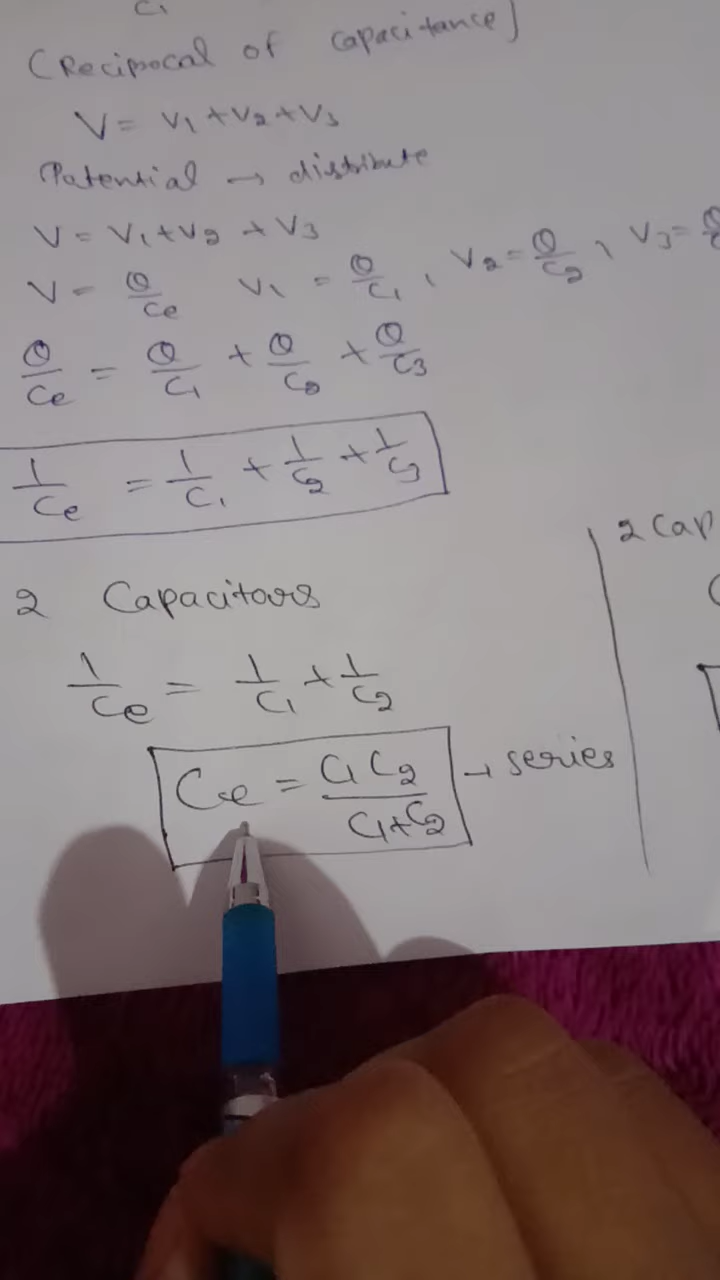 C₁
(Reciprocal of capacitance]
V = V₁ + V₂ + V₃
Potential → distribute
V = V₁ + V₂ + V₃
V = Q/Ce V₁ = Q/C₁ , V₂ = Q/C₂ , V₃ =
Q/Ce = Q/C₁ + Q/C₂ + Q/C₃
1/Ce = 1/C₁ + 1/C₂ + 1/C₃
2 Capacitors
1/Ce = 1/C₁ + 1/C₂
Ce = C₁C₂/C₁+C₂ → series
2 Cap